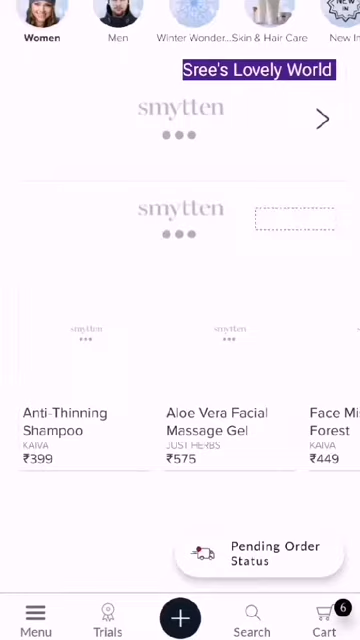 NEW
IN
Women
Men
Winter Wonder...
Skin & Hair Care
New In
Sree's Lovely World
smytten
smytten
smytten
smytten
Anti-Thinning
Shampoo
KAIVA
₹399
Aloe Vera Facial
Massage Gel
JUST HERBS
₹575
Face Mi
Forest
KAIVA
₹449
Pending Order
Status
6
Menu
Trials
Search
Cart